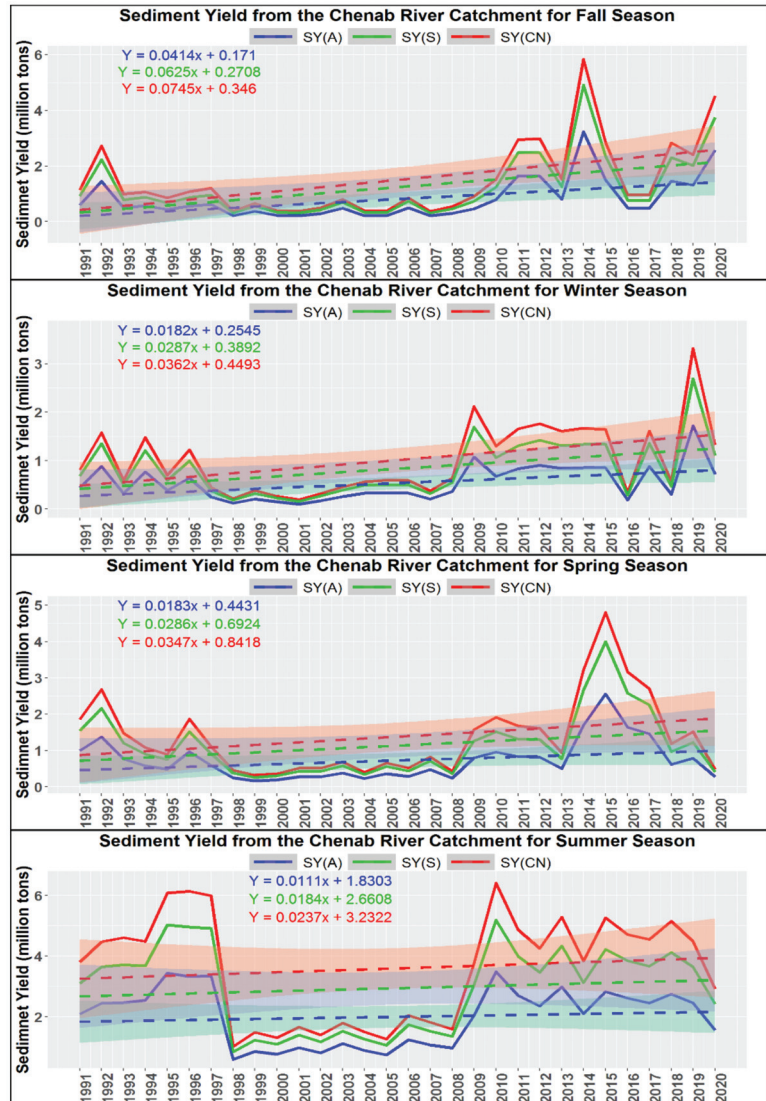 Sediment Yield from the Chenab River Catchment for Fall Season
SY(A) SY(S) SY(CN)
Y = 0.0414x + 0.171
Y = 0.0625x + 0.2708
Y = 0.0745x + 0.346
Sedimnet Yield (million tons)
6
4
2
0
1991 1992 1993 1994 1995 1996 1997 1998 1999 2000 2001 2002 2003 2004 2005 2006 2007 2008 2009 2010 2011 2012 2013 2014 2015 2016 2017 2018 2019 2020
Sediment Yield from the Chenab River Catchment for Winter Season
SY(A) SY(S) SY(CN)
Y = 0.0182x + 0.2545
Y = 0.0287x + 0.3892
Y = 0.0362x + 0.4493
Sedimnet Yield (million tons)
3
2
1
0
1991 1992 1993 1994 1995 1996 1997 1998 1999 2000 2001 2002 2003 2004 2005 2006 2007 2008 2009 2010 2011 2012 2013 2014 2015 2016 2017 2018 2019 2020
Sediment Yield from the Chenab River Catchment for Spring Season
SY(A) SY(S) SY(CN)
Y = 0.0183x + 0.4431
Y = 0.0286x + 0.6924
Y = 0.0347x + 0.8418
Sedimnet Yield (million tons)
5
4
3
2
1
0
1991 1992 1993 1994 1995 1996 1997 1998 1999 2000 2001 2002 2003 2004 2005 2006 2007 2008 2009 2010 2011 2012 2013 2014 2015 2016 2017 2018 2019 2020
Sediment Yield from the Chenab River Catchment for Summer Season
SY(A) SY(S) SY(CN)
Y = 0.0111x + 1.8303
Y = 0.0184x + 2.6608
Y = 0.0237x + 3.2322
Sedimnet Yield (million tons)
6
4
2
1991 1992 1993 1994 1995 1996 1997 1998 1999 2000 2001 2002 2003 2004 2005 2006 2007 2008 2009 2010 2011 2012 2013 2014 2015 2016 2017 2018 2019 2020